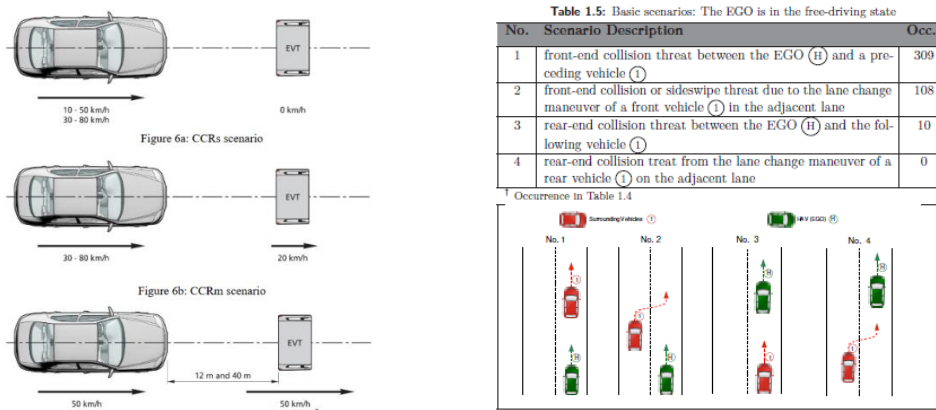 EVT
10 - 50 km/h
30 - 80 km/h
0 km/h
Figure 6a: CCRs scenario
EVT
30 - 80 km/h
20 km/h
Figure 6b: CCRm scenario
EVT
12 m and 40 m
50 km/h
50 km/h
Table 1.5: Basic scenarios: The EGO is in the free-driving state
No. Scenario Description Occ.
1 front-end collision threat between the EGO Ⓗ and a pre- 309
ceding vehicle ①
2 front-end collision or sideswipe threat due to the lane change 108
maneuver of a front vehicle ① in the adjacent lane
3 rear-end collision threat between the EGO Ⓗ and the fol- 10
lowing vehicle ①
4 rear-end collision treat from the lane change maneuver of a 0
rear vehicle ① on the adjacent lane
† Occurrence in Table 1.4
Surrounding Vehicles ①
(EGO) Ⓗ
No. 1 No. 2 No. 3 No. 4
① Ⓗ Ⓗ
①
Ⓗ Ⓗ ① ①